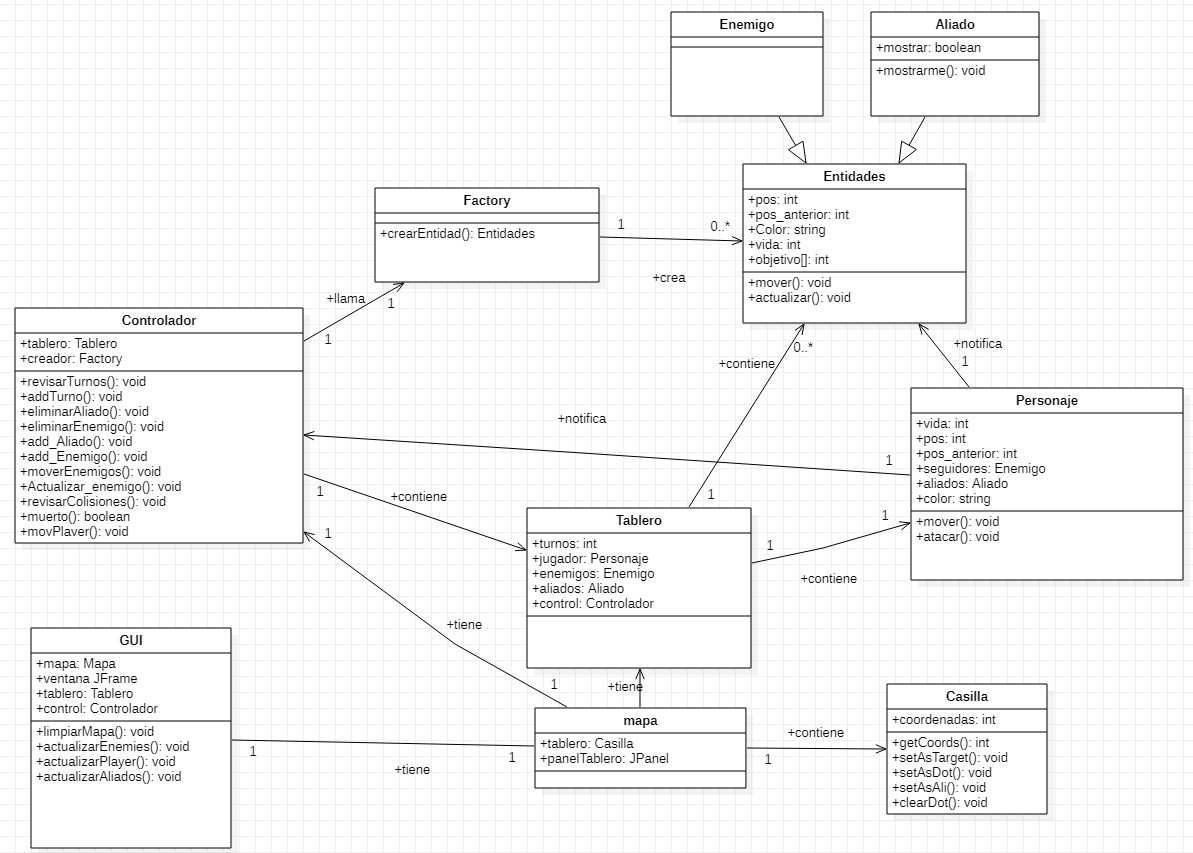 Enemigo
Aliado
+mostrar: boolean
+mostrarme(): void
Entidades
+pos: int
+pos_anterior: int
+Color: string
+vida: int
+objetivo[]: int
+mover(): void
+actualizar(): void
Factory
+crearEntidad(): Entidades
1
0..*
+crea
+llama
1
1
Controlador
+tablero: Tablero
+creador: Factory
+revisarTurnos(): void
+addTurno(): void
+eliminarAliado(): void
+eliminarEnemigo(): void
+add_Aliado(): void
+add_Enemigo(): void
+moverEnemigos(): void
+Actualizar_enemigo(): void
+revisarColisiones(): void
+muerto(): boolean
+movPlaver(): void
+contiene
0..*
1
+notifica
1
+notifica
1
Personaje
+vida: int
+pos: int
+pos_anterior: int
+seguidores: Enemigo
+aliados: Aliado
+color: string
+mover(): void
+atacar(): void
1
+contiene
Tablero
+turnos: int
+jugador: Personaje
+enemigos: Enemigo
+aliados: Aliado
+control: Controlador
1
1
+contiene
1
+tiene
1
+tiene
GUI
+mapa: Mapa
+ventana JFrame
+tablero: Tablero
+control: Controlador
+limpiarMapa(): void
+actualizarEnemies(): void
+actualizarPlayer(): void
+actualizarAliados(): void
1
+tiene
1
mapa
+tablero: Casilla
+panelTablero: JPanel
+contiene
1
Casilla
+coordenadas: int
+getCoords(): int
+setAsTarget(): void
+setAsDot(): void
+setAsAli(): void
+clearDot(): void